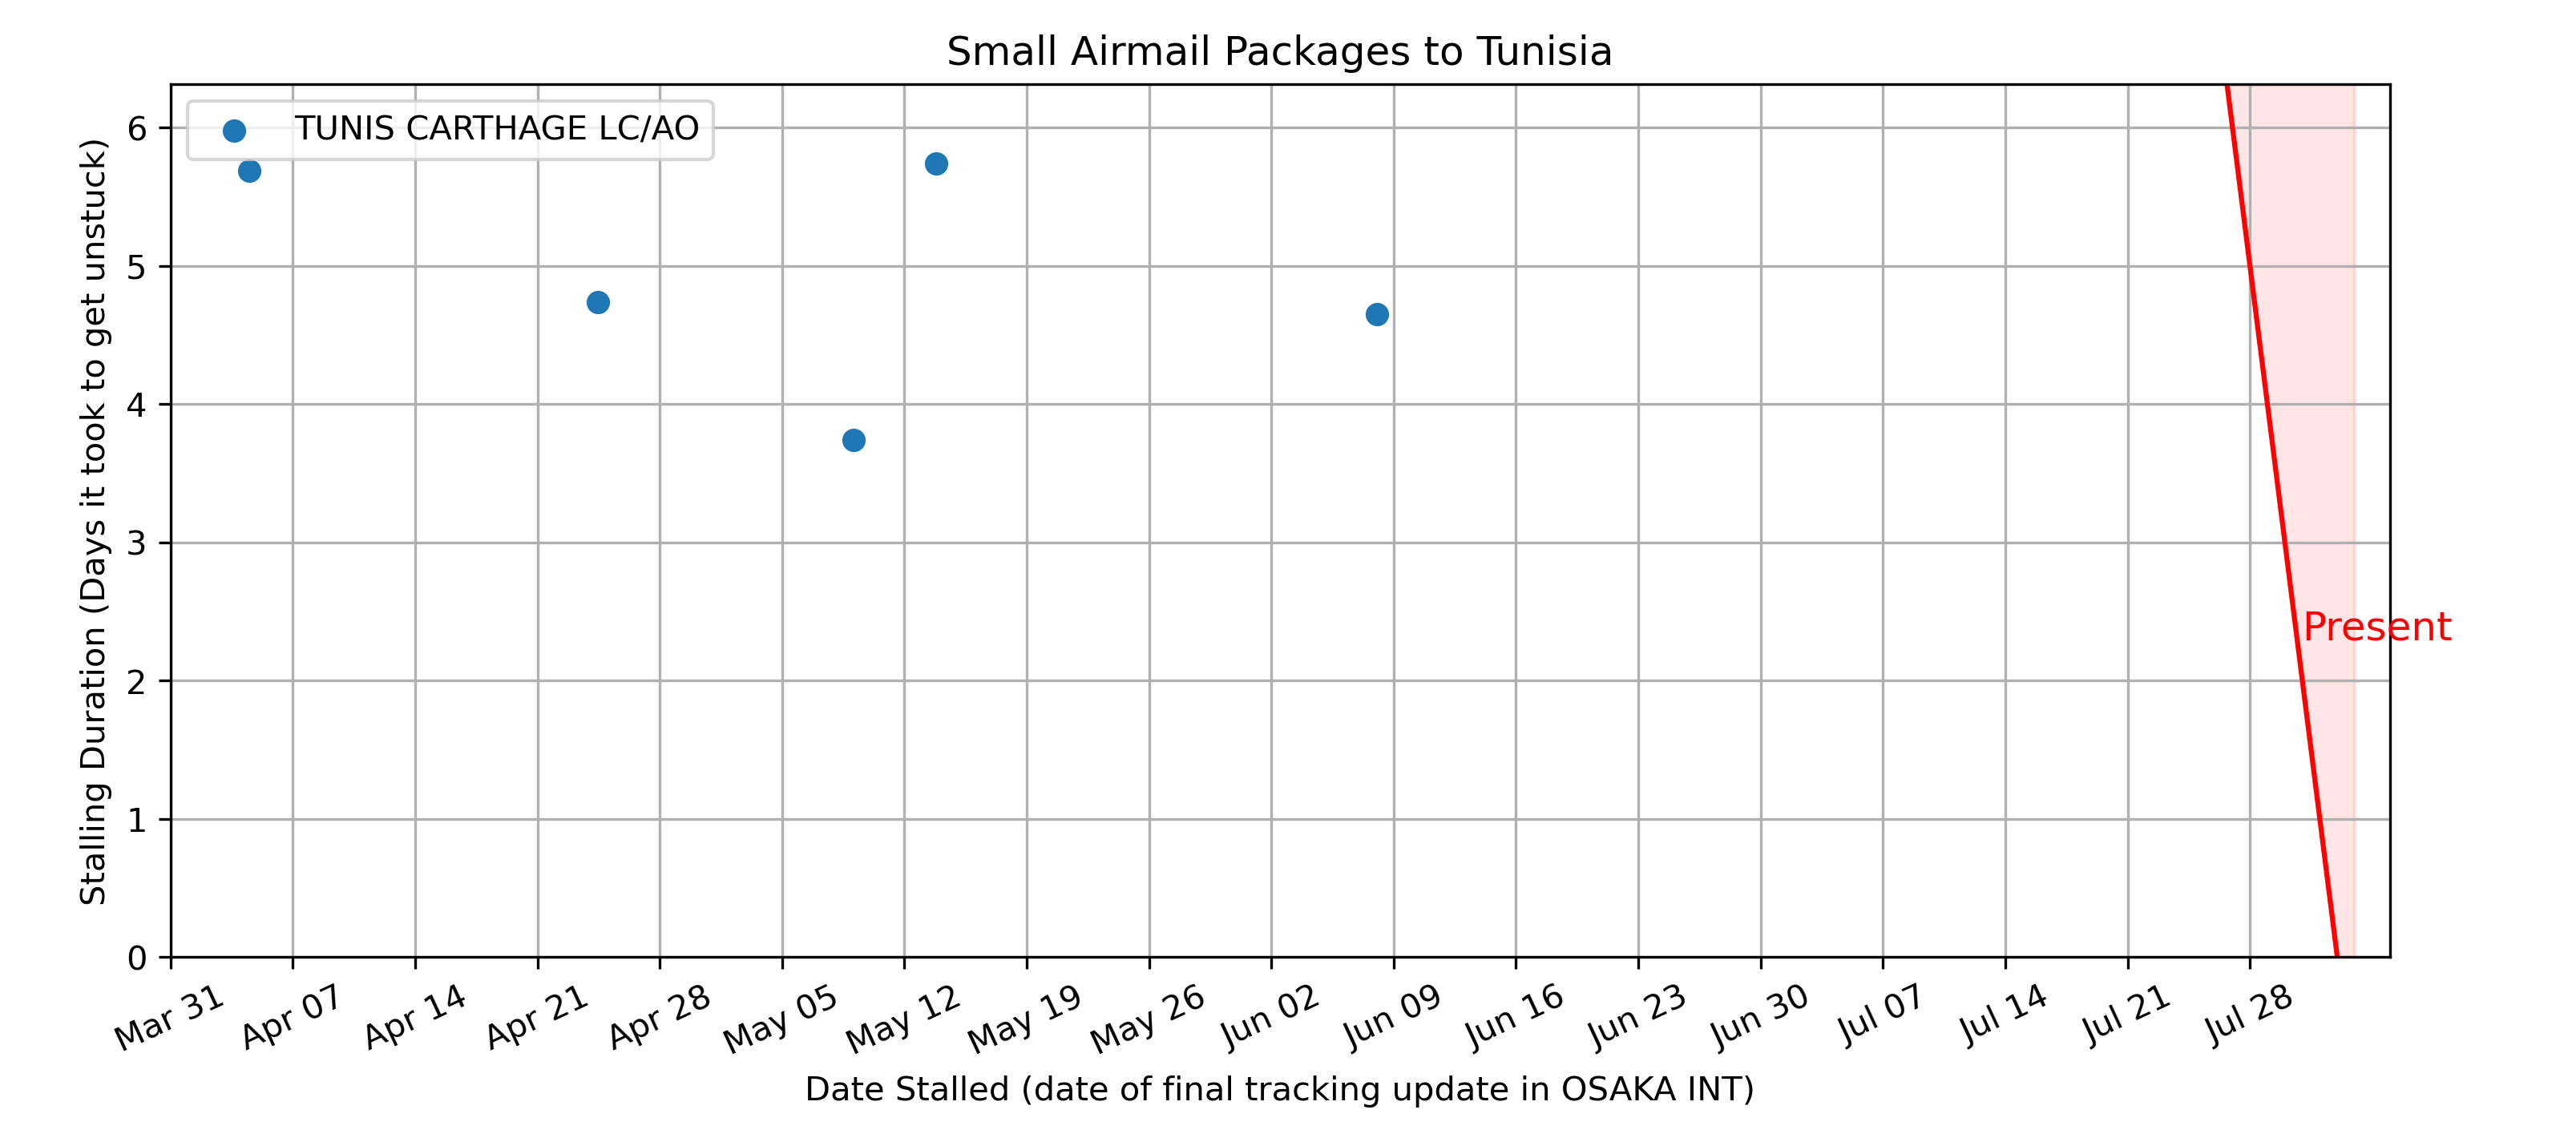 Small Airmail Packages to Tunisia
TUNIS CARTHAGE LC/AO
Stalling Duration (Days it took to get unstuck)
6
5
4
3
2
1
0
Present
Mar 31
Apr 07
Apr 14
Apr 21
Apr 28
May 05
May 12
May 19
May 26
Jun 02
Jun 09
Jun 16
Jun 23
Jun 30
Jul 07
Jul 14
Jul 21
Jul 28
Date Stalled (date of final tracking update in OSAKA INT)